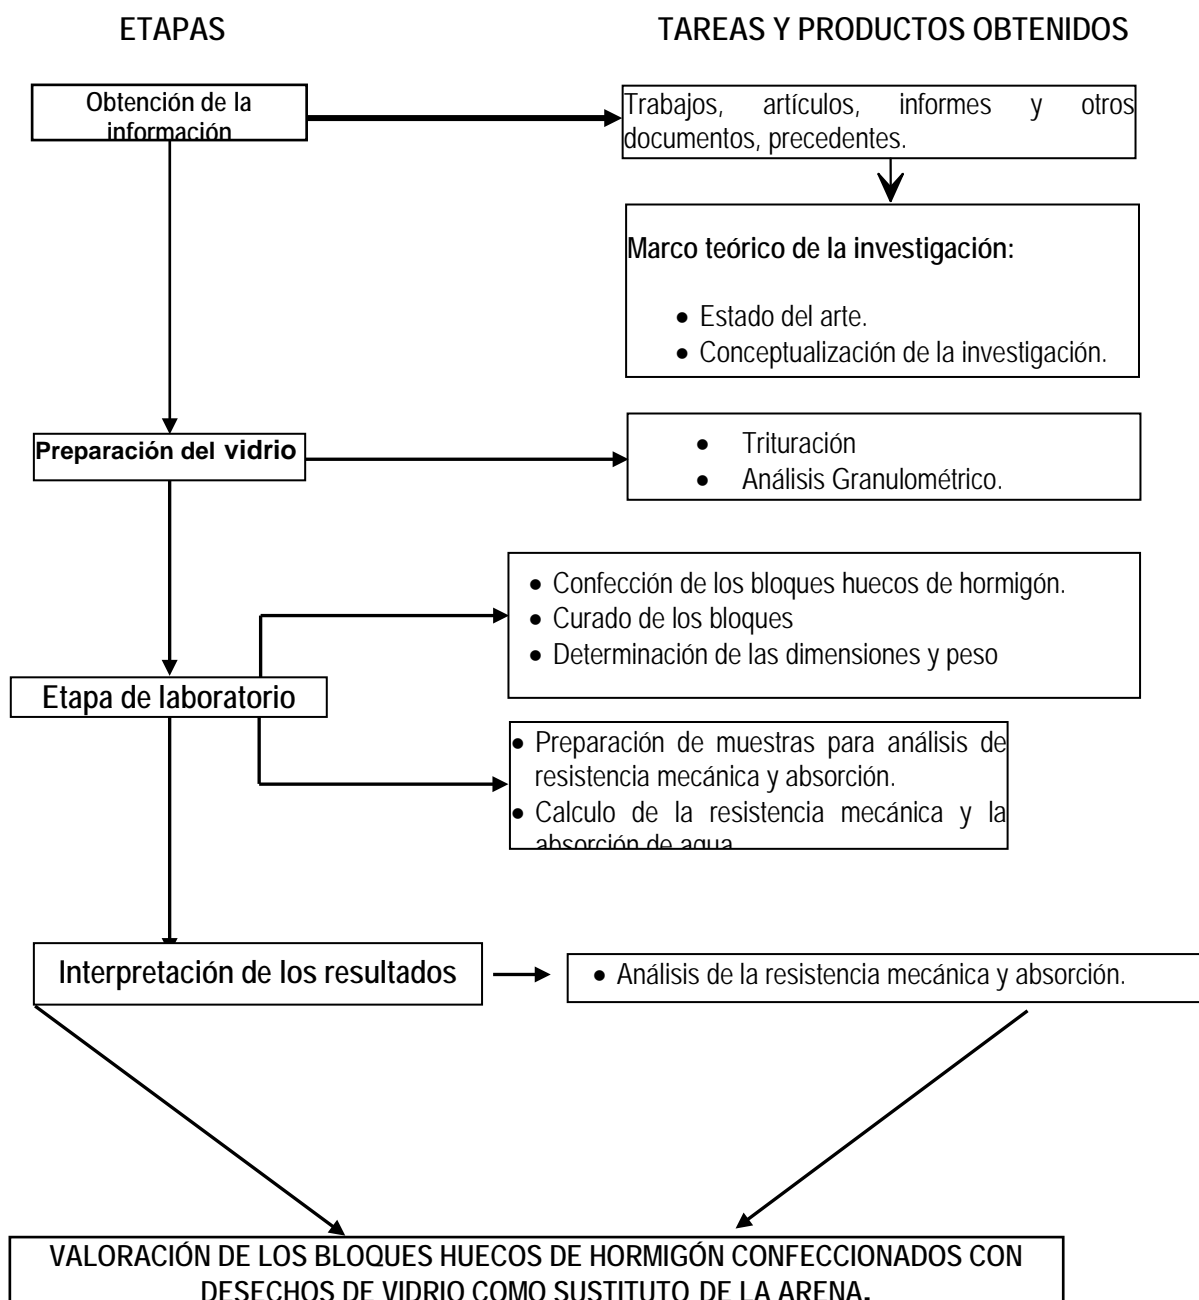 ETAPAS
TAREAS Y PRODUCTOS OBTENIDOS
Obtención de la
información
Trabajos, artículos, informes y otros
documentos, precedentes.
Marco teórico de la investigación:
• Estado del arte.
• Conceptualización de la investigación.
Preparación del vidrio
• Trituración
• Análisis Granulométrico.
• Confección de los bloques huecos de hormigón.
• Curado de los bloques
• Determinación de las dimensiones y peso
Etapa de laboratorio
• Preparación de muestras para análisis de
resistencia mecánica y absorción.
• Calculo de la resistencia mecánica y la
absorción de agua
Interpretación de los resultados
• Análisis de la resistencia mecánica y absorción.
VALORACIÓN DE LOS BLOQUES HUECOS DE HORMIGÓN CONFECCIONADOS CON
DESECHOS DE VIDRIO COMO SUSTITUTO DE LA ARENA.